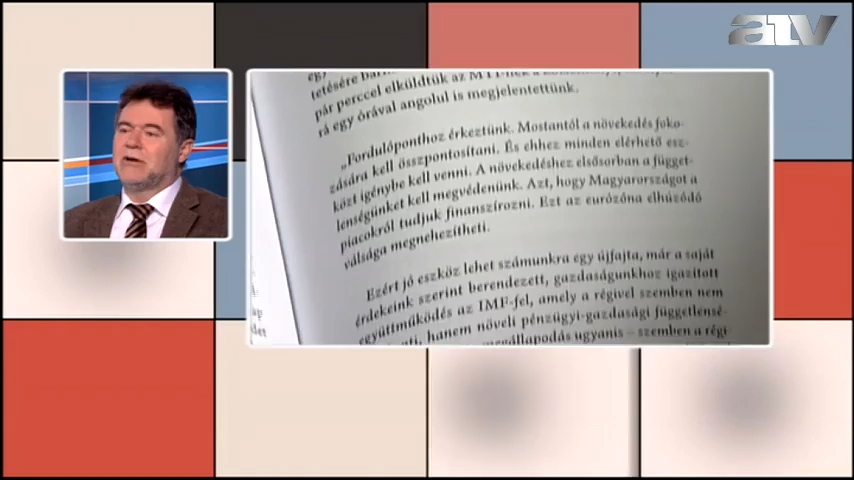 atv
pár perccel elküldtük az MTI-nek a
rá egy órával angolul is megjelentettünk.
„Fordulóponthoz érkeztünk. Mostantól a növekedés foko-
zására kell összpontosítani. És ehhez minden elérhető esz-
közt igénybe kell venni. A növekedéshez elsősorban a függet-
lenségünket kell megvédenünk. Azt, hogy Magyarországot a
piacokról tudjuk finanszírozni. Ezt az eurózóna elhúzódó
válsága megnehezítheti.
Ezért jó eszköz lehet számunkra egy újfajta, már a saját
érdekeink szerint berendezett, gazdaságunkhoz igazított
együttműködés az IMF-fel, amely a régivel szemben nem
hanem növeli pénzügyi-gazdasági függetlensé-
ugyanis – szemben a régi